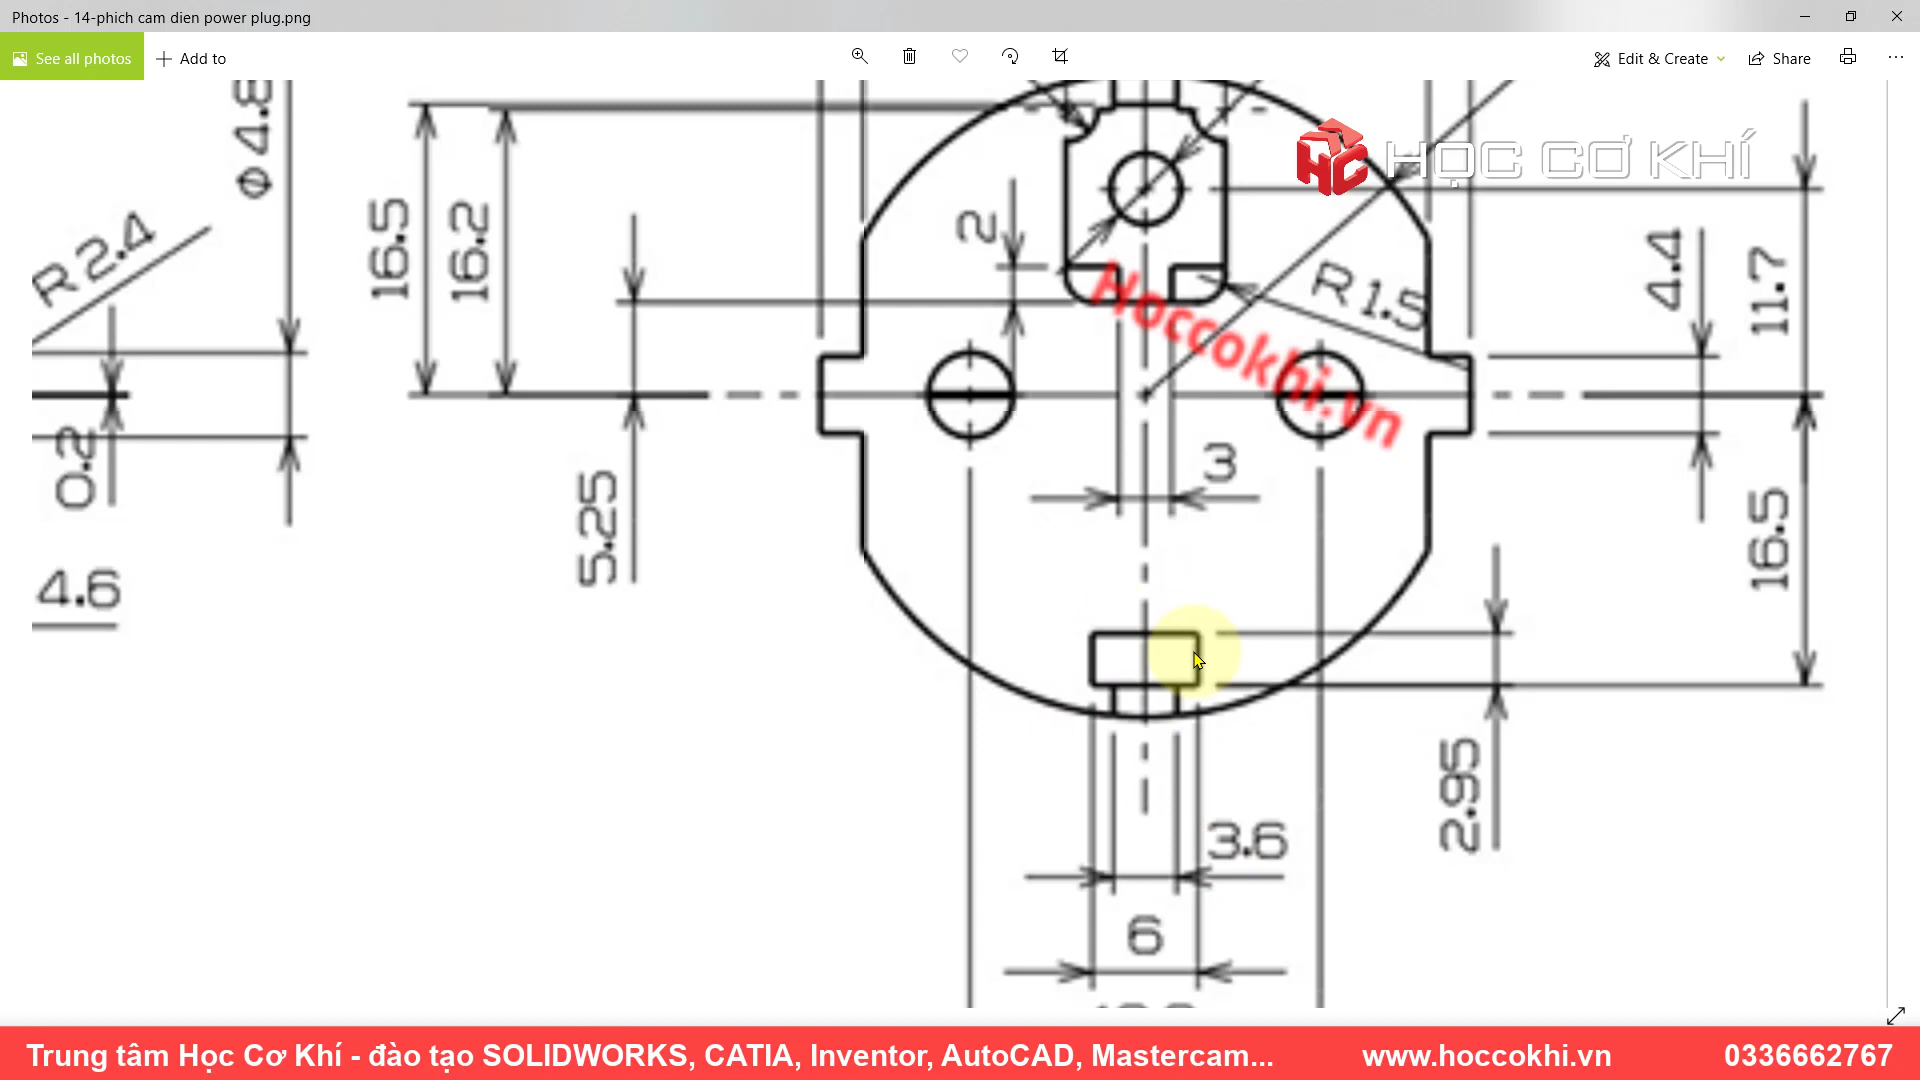 Photos - 14-phich cam dien power plug.png
See all photos
Add to
Edit & Create
Share
HỌC CƠ KHÍ
Φ 4.8
16.5
16.2
2
R 2.4
R 1.5
4.4
11.7
Hoccokhi.vn
0.2
3
5.25
16.5
4.6
2.95
3.6
6
Trung tâm Học Cơ Khí - đào tạo SOLIDWORKS, CATIA, Inventor, AutoCAD, Mastercam... www.hoccokhi.vn 0336662767